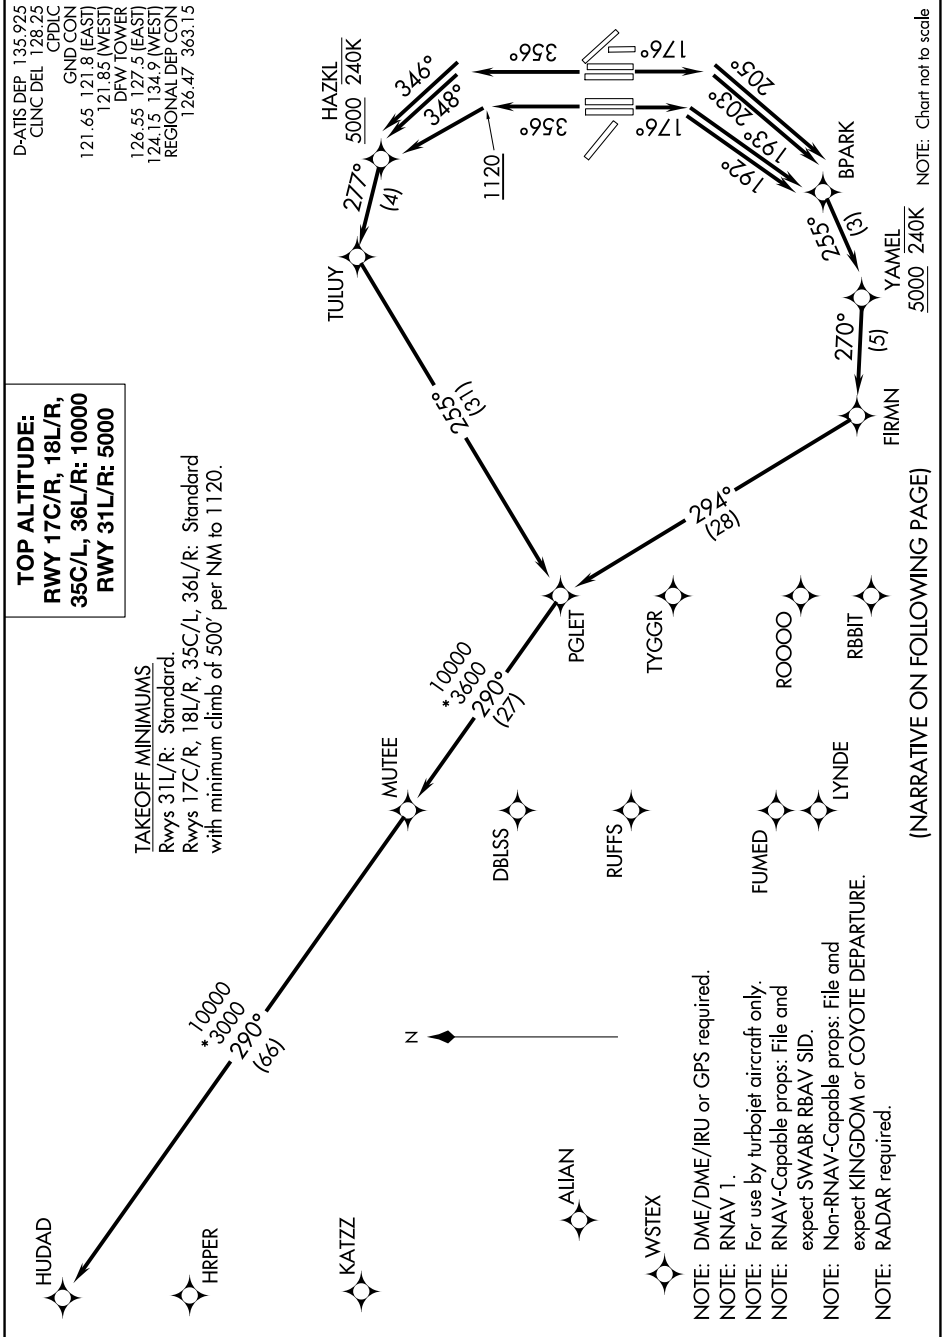 D-ATIS DEP 135.925
CLNC DEL 128.25
CPDLC
GND CON
121.65 121.8 (EAST)
121.85 (WEST)
DFW TOWER
126.55 127.5 (EAST)
124.15 134.9 (WEST)
REGIONAL DEP CON
126.47 363.15
TOP ALTITUDE:
RWY 17C/R, 18L/R,
35C/L, 36L/R: 10000
RWY 31L/R: 5000
TAKEOFF MINIMUMS
Rwys 31L/R: Standard.
Rwys 17C/R, 18L/R, 35C/L, 36L/R: Standard
with minimum climb of 500' per NM to 1120.
HUDAD
HRPER
KATZZ
ALIAN
WSTEX
10000
*3000
290°
(66)
N
MUTEE
DBLSS
RUFFS
FUMED
LYNDE
10000
*3600
290°
(27)
PGLET
TYGGR
ROOOO
RBBIT
255°
(31)
294°
(28)
TULUY
277°
(4)
HAZKL
5000 240K
346°
348°
1120
356°
356°
176°
176°
205°
203°
193°
192°
BPARK
255°
(3)
YAMEL
5000 240K
270°
(5)
FIRMN
NOTE: DME/DME/IRU or GPS required.
NOTE: RNAV 1.
NOTE: For use by turbojet aircraft only.
NOTE: RNAV-Capable props: File and
expect SWABR RBAV SID.
NOTE: Non-RNAV-Capable props: File and
expect KINGDOM or COYOTE DEPARTURE.
NOTE: RADAR required.
(NARRATIVE ON FOLLOWING PAGE)
NOTE: Chart not to scale